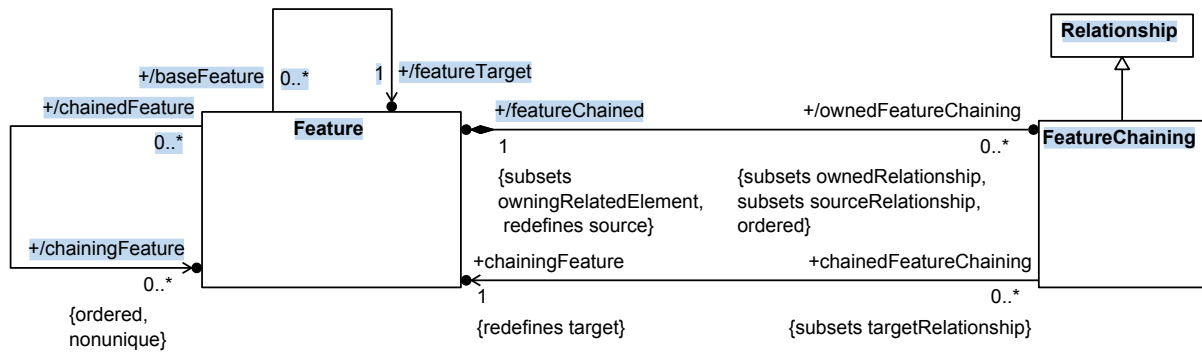 Relationship
+/baseFeature
0..*
1
+/featureTarget
+/chainedFeature
0..*
Feature
+/featureChained
1
+/ownedFeatureChaining
0..*
FeatureChaining
{subsets
owningRelatedElement,
redefines source}
{subsets ownedRelationship,
subsets sourceRelationship,
ordered}
+/chainingFeature
0..*
{ordered,
nonunique}
+chainingFeature
1
{redefines target}
+chainedFeatureChaining
0..*
{subsets targetRelationship}